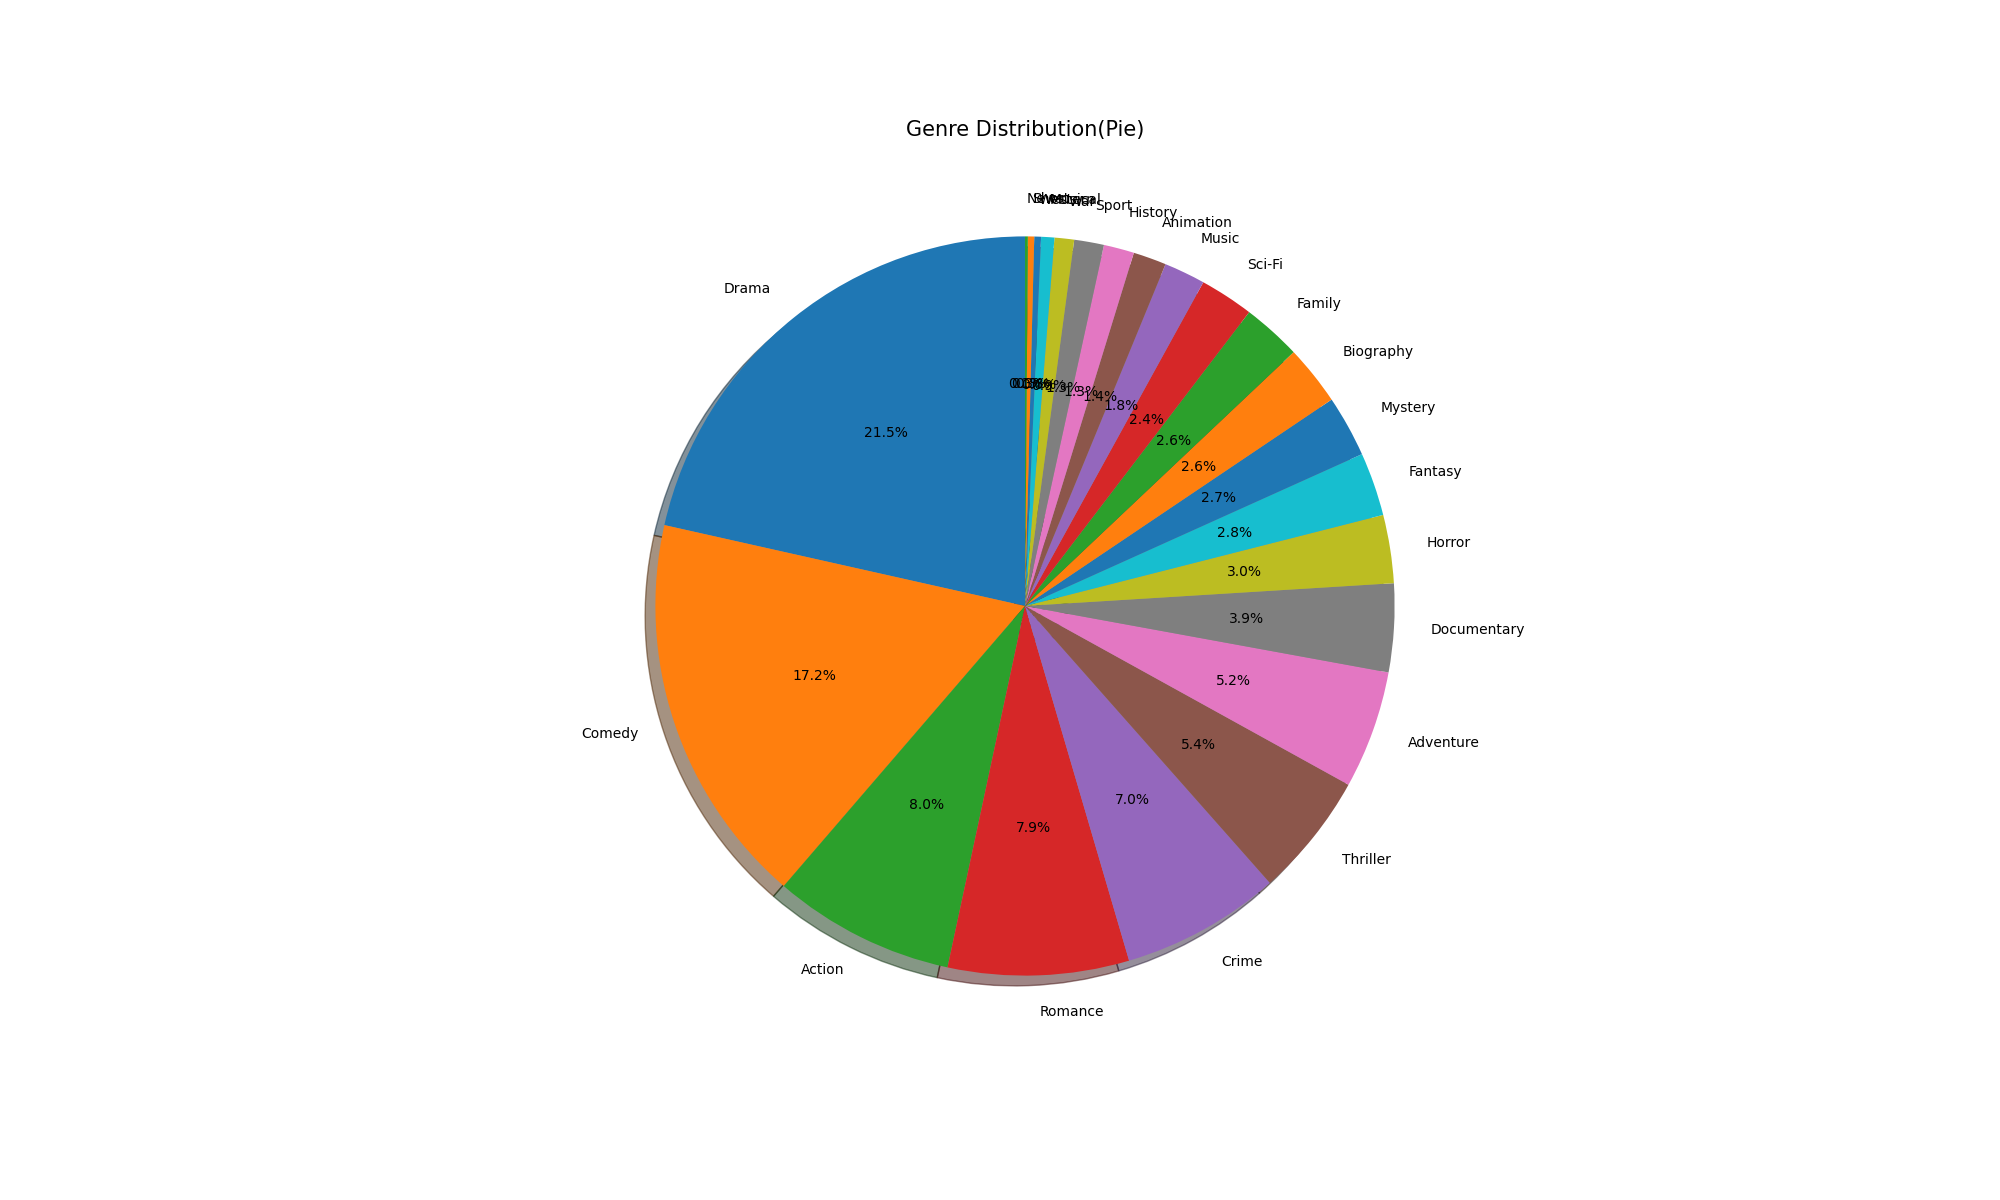 Genre Distribution(Pie)
Sport
History
Animation
Music
Sci-Fi
Family
Biography
Mystery
Fantasy
Horror
Documentary
Adventure
Thriller
Crime
Romance
Action
Comedy
Drama
21.5%
17.2%
8.0%
7.9%
7.0%
5.4%
5.2%
3.9%
3.0%
2.8%
2.7%
2.6%
2.6%
2.4%
1.8%
1.4%
1.3%
1.3%